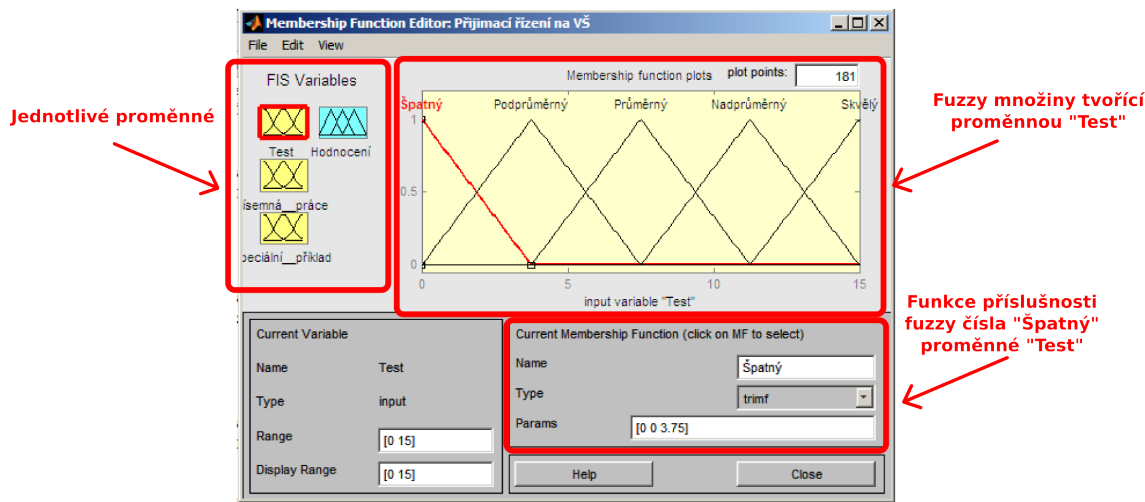 Membership Function Editor: Přijimací řízení na VŠ
File Edit View
FIS Variables
Test Hodnocení
ísemná__práce
peciální__příklad
Membership function plots plot points: 181
Špatný Podprůměrný Průměrný Nadprůměrný Skvělý
1
0.5
0
0 5 10 15
input variable "Test"
Current Variable
Name Test
Type input
Range [0 15]
Display Range [0 15]
Current Membership Function (click on MF to select)
Name Špatný
Type trimf
Params [0 0 3.75]
Help Close
Jednotlivé proměnné
Fuzzy množiny tvořící
proměnnou "Test"
Funkce příslušnosti
fuzzy čísla "Špatný"
proměnné "Test"